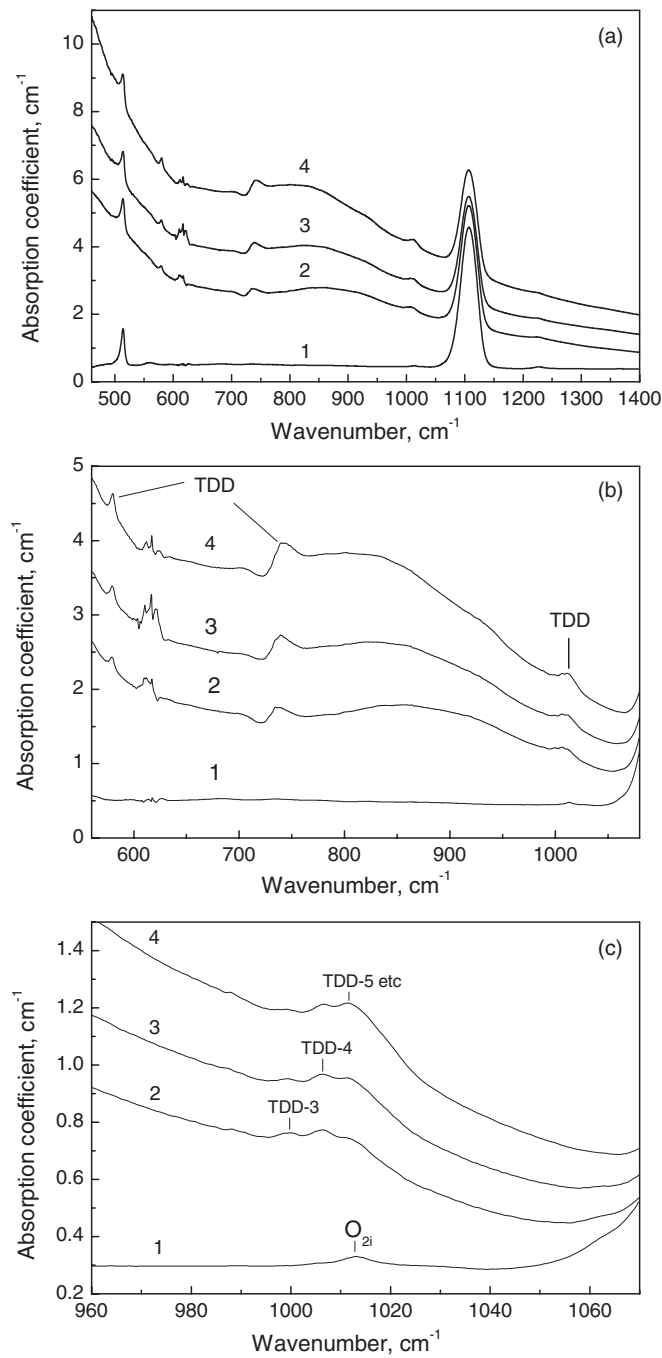 (a)
Absorption coefficient, cm⁻¹
10
8
6
4
2
0
4
3
2
1
500 600 700 800 900 1000 1100 1200 1300 1400
Wavenumber, cm⁻¹
(b)
Absorption coefficient, cm⁻¹
5
4
3
2
1
0
TDD
4
TDD
3
2
1
600 700 800 900 1000
Wavenumber, cm⁻¹
(c)
Absorption coefficient, cm⁻¹
1.4
1.2
1.0
0.8
0.6
0.4
0.2
4
TDD-5 etc
3
TDD-4
2
TDD-3
1
O₂ᵢ
960 980 1000 1020 1040 1060
Wavenumber, cm⁻¹